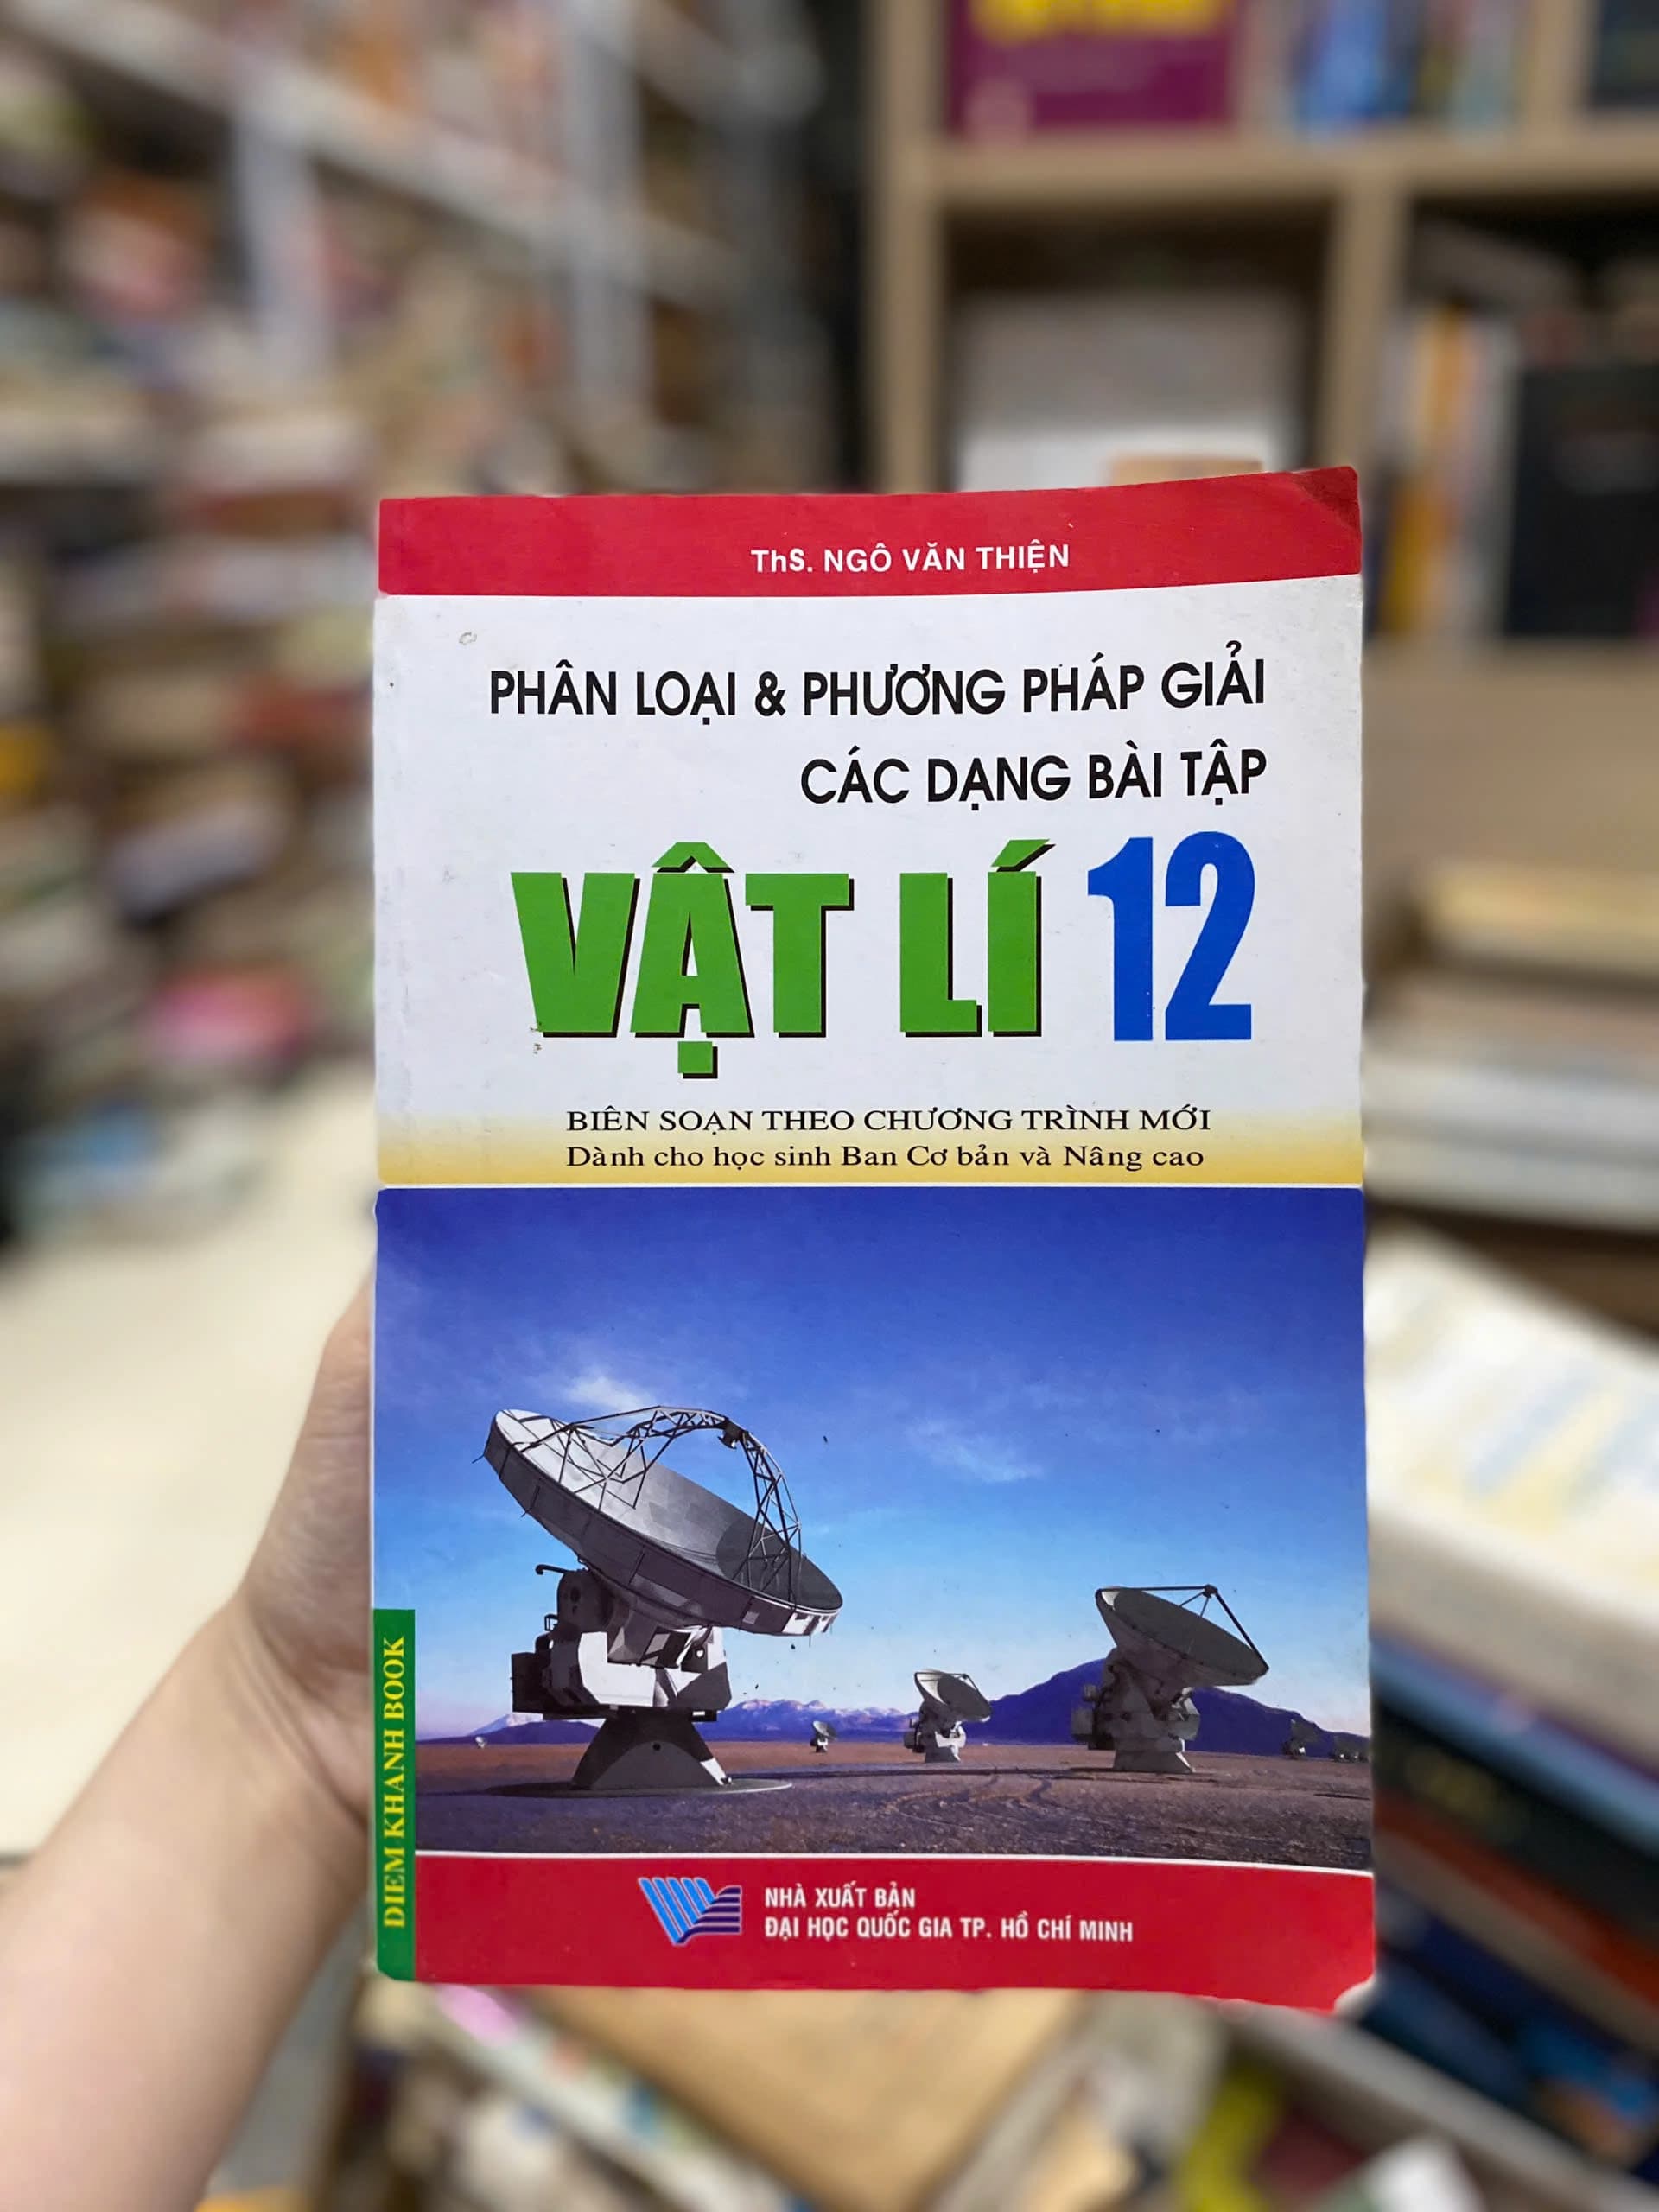 ThS. NGÔ VĂN THIỆN
PHÂN LOẠI & PHƯƠNG PHÁP GIẢI
CÁC DẠNG BÀI TẬP
VẬT LÍ 12
BIÊN SOẠN THEO CHƯƠNG TRÌNH MỚI
Dành cho học sinh Ban Cơ bản và Nâng cao
DIEM KHANH BOOK
NHÀ XUẤT BẢN
ĐẠI HỌC QUỐC GIA TP. HỒ CHÍ MINH